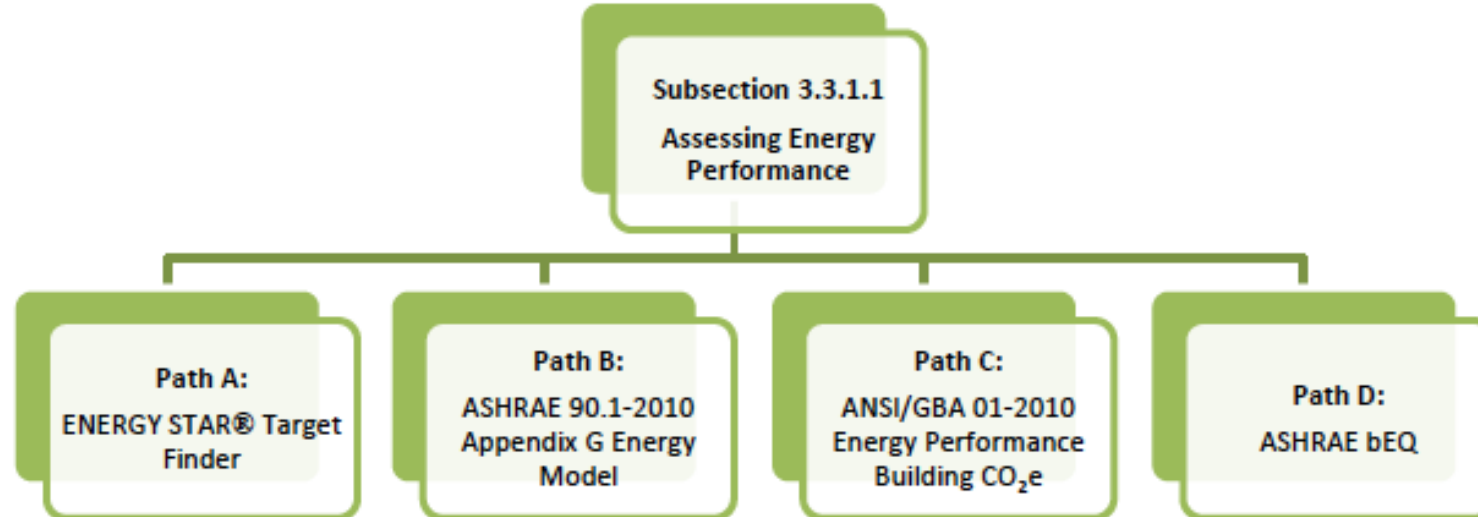 Subsection 3.3.1.1
Assessing Energy
Performance
Path A:
ENERGY STAR® Target
Finder
Path B:
ASHRAE 90.1-2010
Appendix G Energy
Model
Path C:
ANSI/GBA 01-2010
Energy Performance
Building CO₂e
Path D:
ASHRAE bEQ